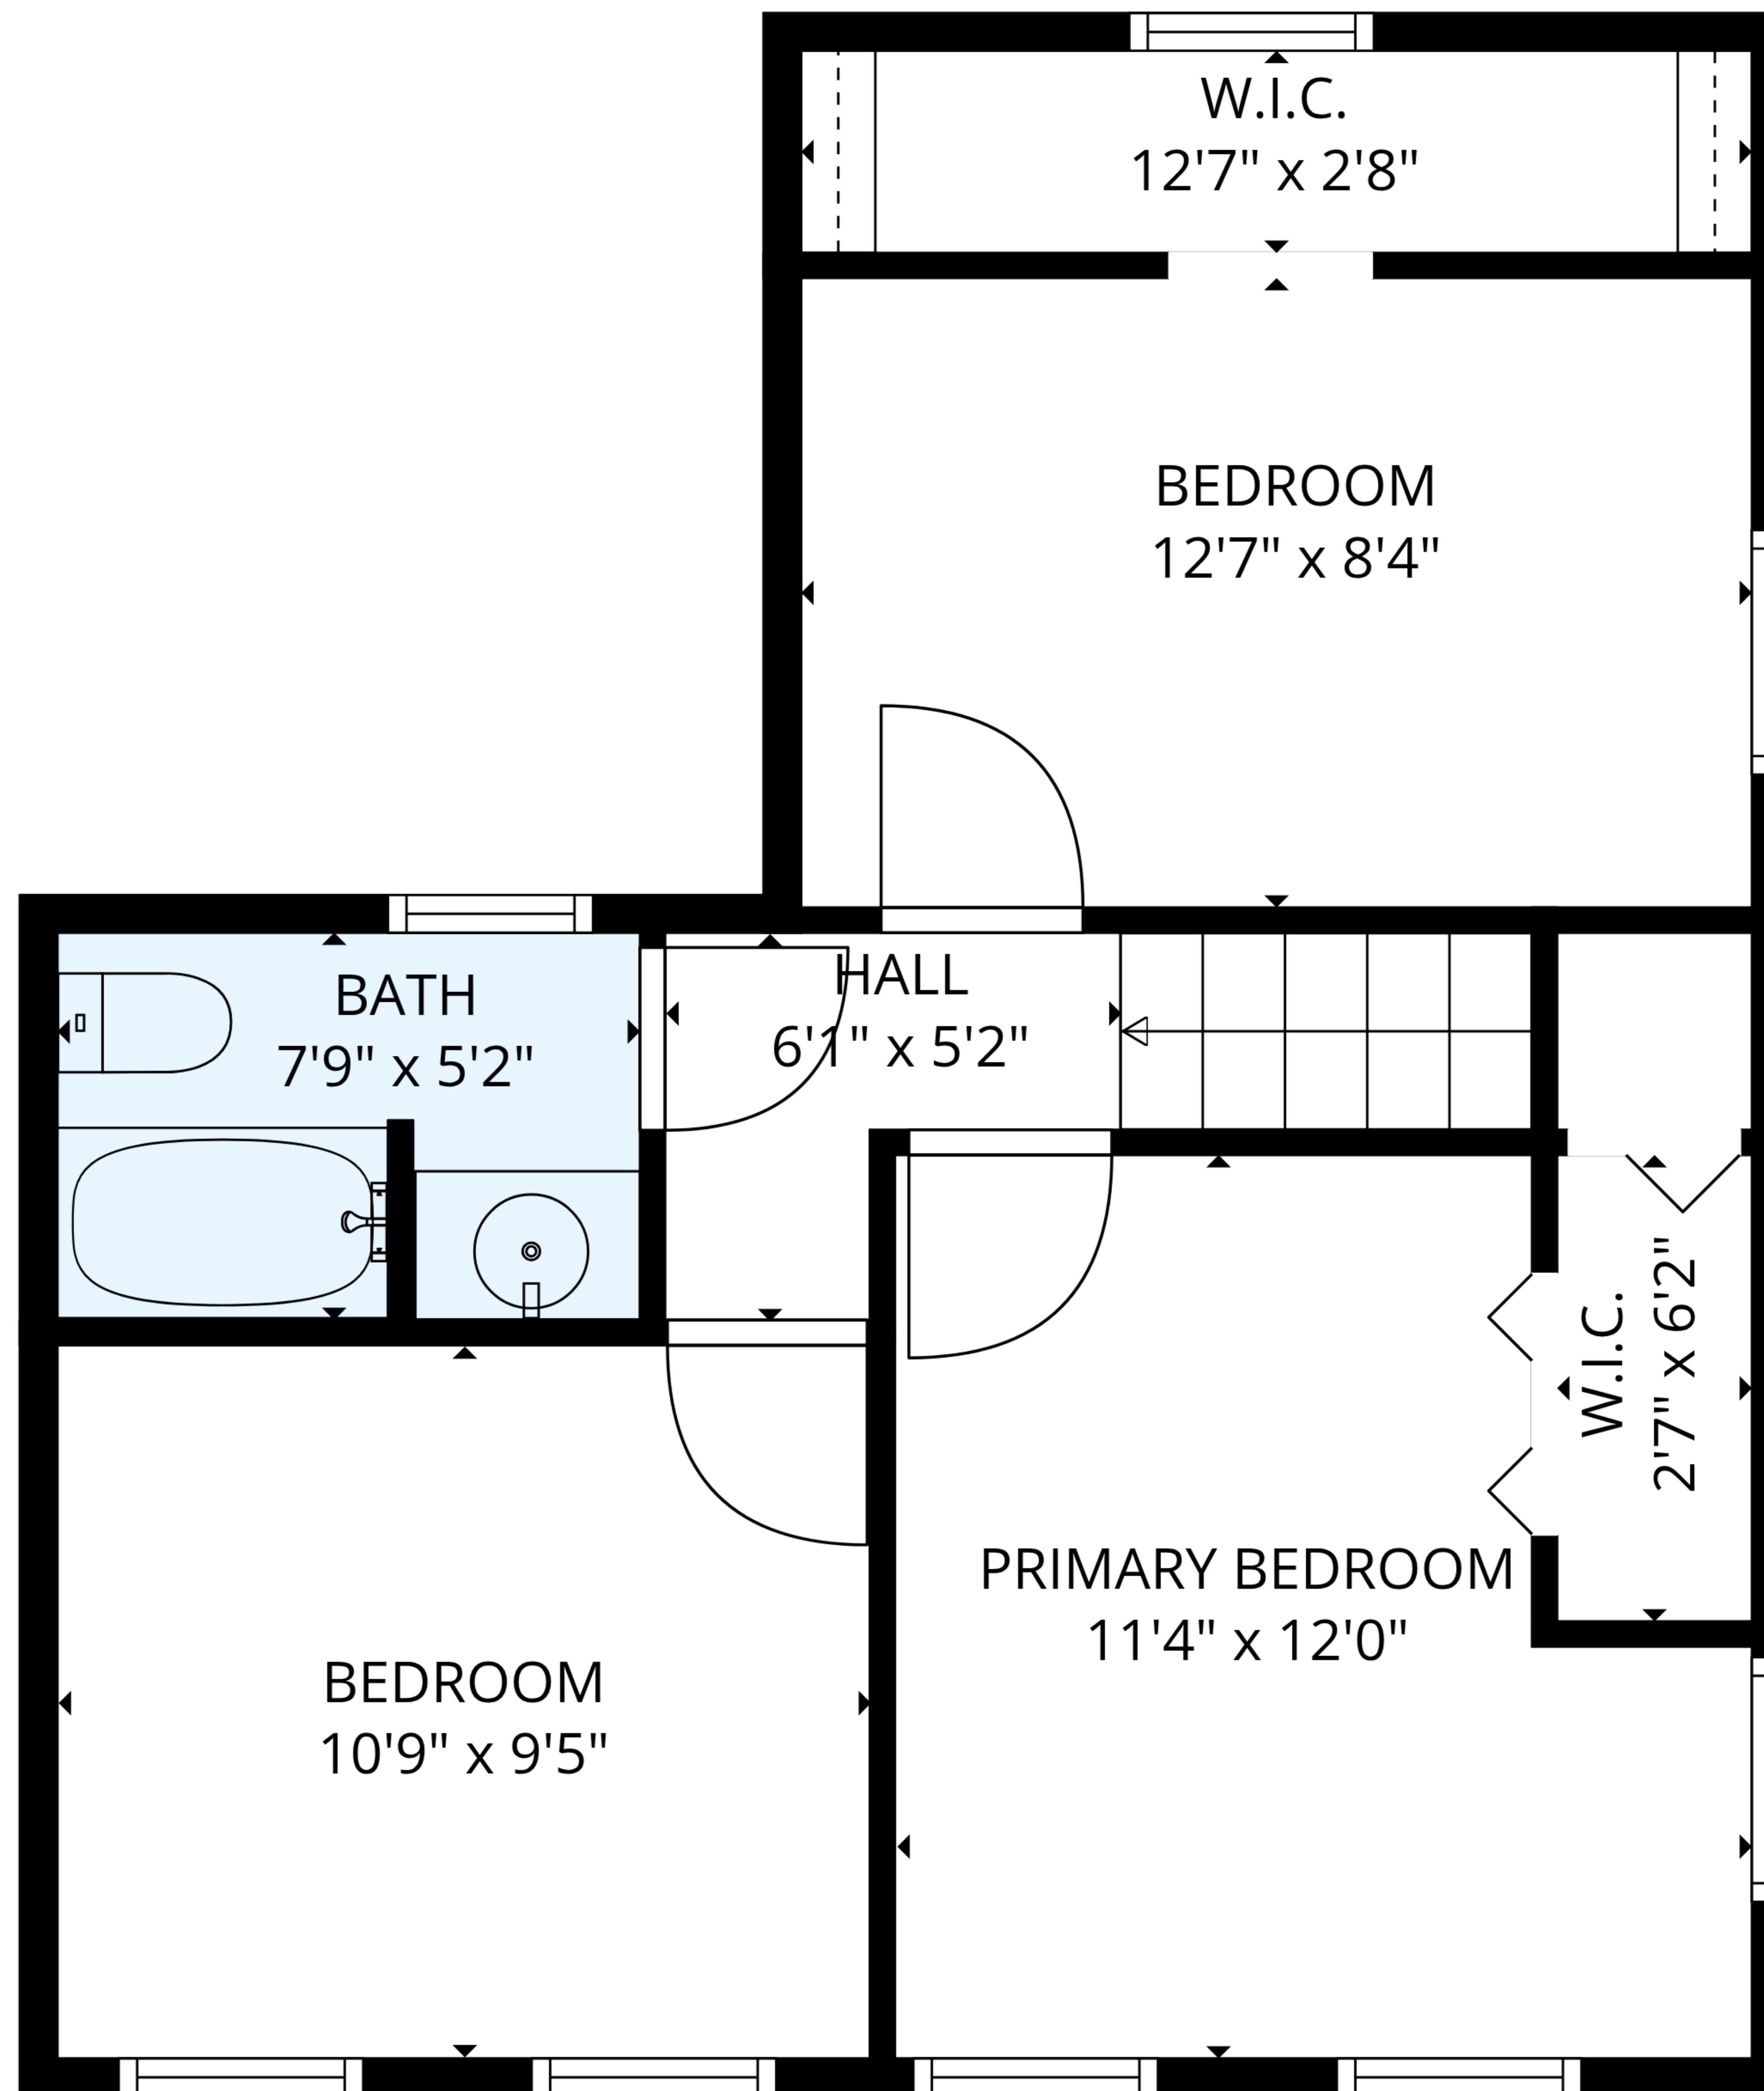 W.I.C.
12'7" x 2'8"
BEDROOM
12'7" x 8'4"
BATH
7'9" x 5'2"
HALL
6'1" x 5'2"
W.I.C.
2'7" x 6'2"
PRIMARY BEDROOM
11'4" x 12'0"
BEDROOM
10'9" x 9'5"